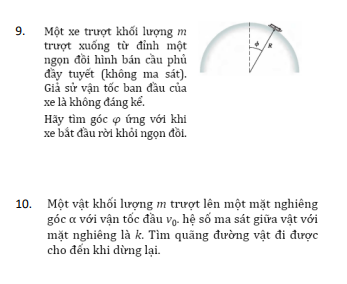 9. Một xe trượt khối lượng m
trượt xuống từ đỉnh một
ngọn đồi hình bán cầu phủ
đầy tuyết (không ma sát).
Giả sử vận tốc ban đầu của
xe là không đáng kể.
Hãy tìm góc φ ứng với khi
xe bắt đầu rời khỏi ngọn đồi.
ϕ R
10. Một vật khối lượng m trượt lên một mặt nghiêng
góc α với vận tốc đầu v₀. hệ số ma sát giữa vật với
mặt nghiêng là k. Tìm quãng đường vật đi được
cho đến khi dừng lại.